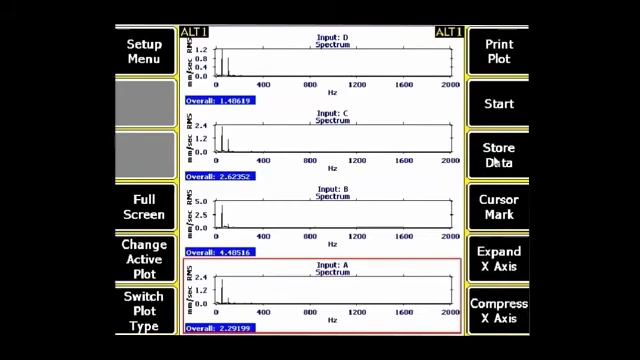 ALT1
ALT1
Setup
Menu
Full
Screen
Change
Active
Plot
Switch
Plot
Type
Input: D
Spectrum
mm/sec RMS
1.2
0.8
0.4
0.0
0
400
800
1200
1600
2000
Hz
Overall: 1.48619
Input: C
Spectrum
mm/sec RMS
2.4
1.2
0.0
0
400
800
1200
1600
2000
Hz
Overall: 2.62352
Input: B
Spectrum
mm/sec RMS
5.0
2.5
0.0
0
400
800
1200
1600
2000
Hz
Overall: 4.48516
Input: A
Spectrum
mm/sec RMS
2.4
1.2
0.0
0
400
800
1200
1600
2000
Hz
Overall: 2.29199
Print
Plot
Start
Store
Data
Cursor
Mark
Expand
X Axis
Compress
X Axis